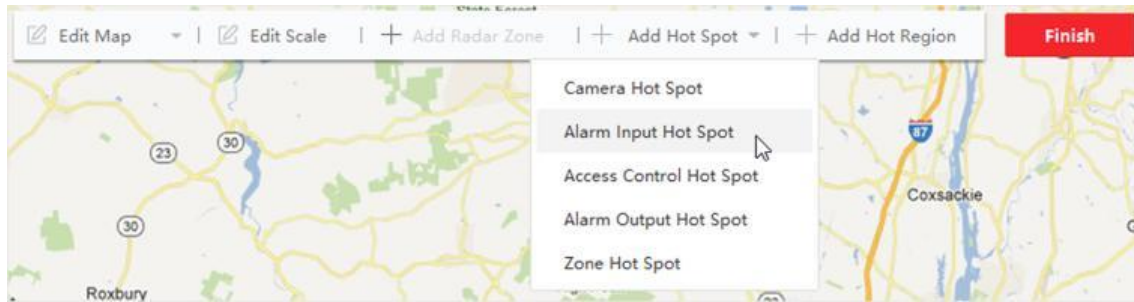 State Forest
Edit Map | Edit Scale | + Add Radar Zone | + Add Hot Spot | + Add Hot Region Finish
Camera Hot Spot
Alarm Input Hot Spot
Access Control Hot Spot
Alarm Output Hot Spot
Zone Hot Spot
30
23
87
Coxsackie
30
Roxbury